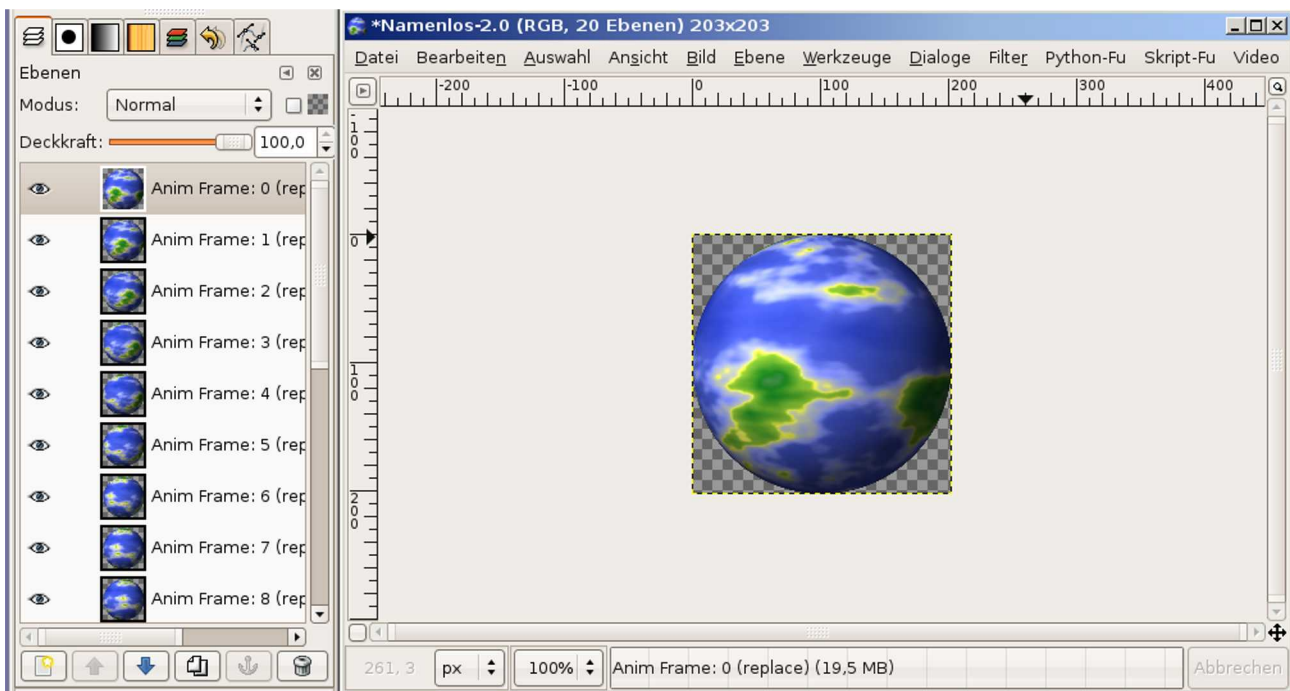 Ebenen
Modus: Normal
Deckkraft: 100,0
Anim Frame: 0 (rep
Anim Frame: 1 (rep
Anim Frame: 2 (rep
Anim Frame: 3 (rep
Anim Frame: 4 (rep
Anim Frame: 5 (rep
Anim Frame: 6 (rep
Anim Frame: 7 (rep
Anim Frame: 8 (rep
*Namenlos-2.0 (RGB, 20 Ebenen) 203x203
Datei Bearbeiten Auswahl Ansicht Bild Ebene Werkzeuge Dialoge Filter Python-Fu Skript-Fu Video
-200 -100 0 100 200 300 400
-100
0
100
200
261, 3 px 100% Anim Frame: 0 (replace) (19,5 MB) Abbrechen